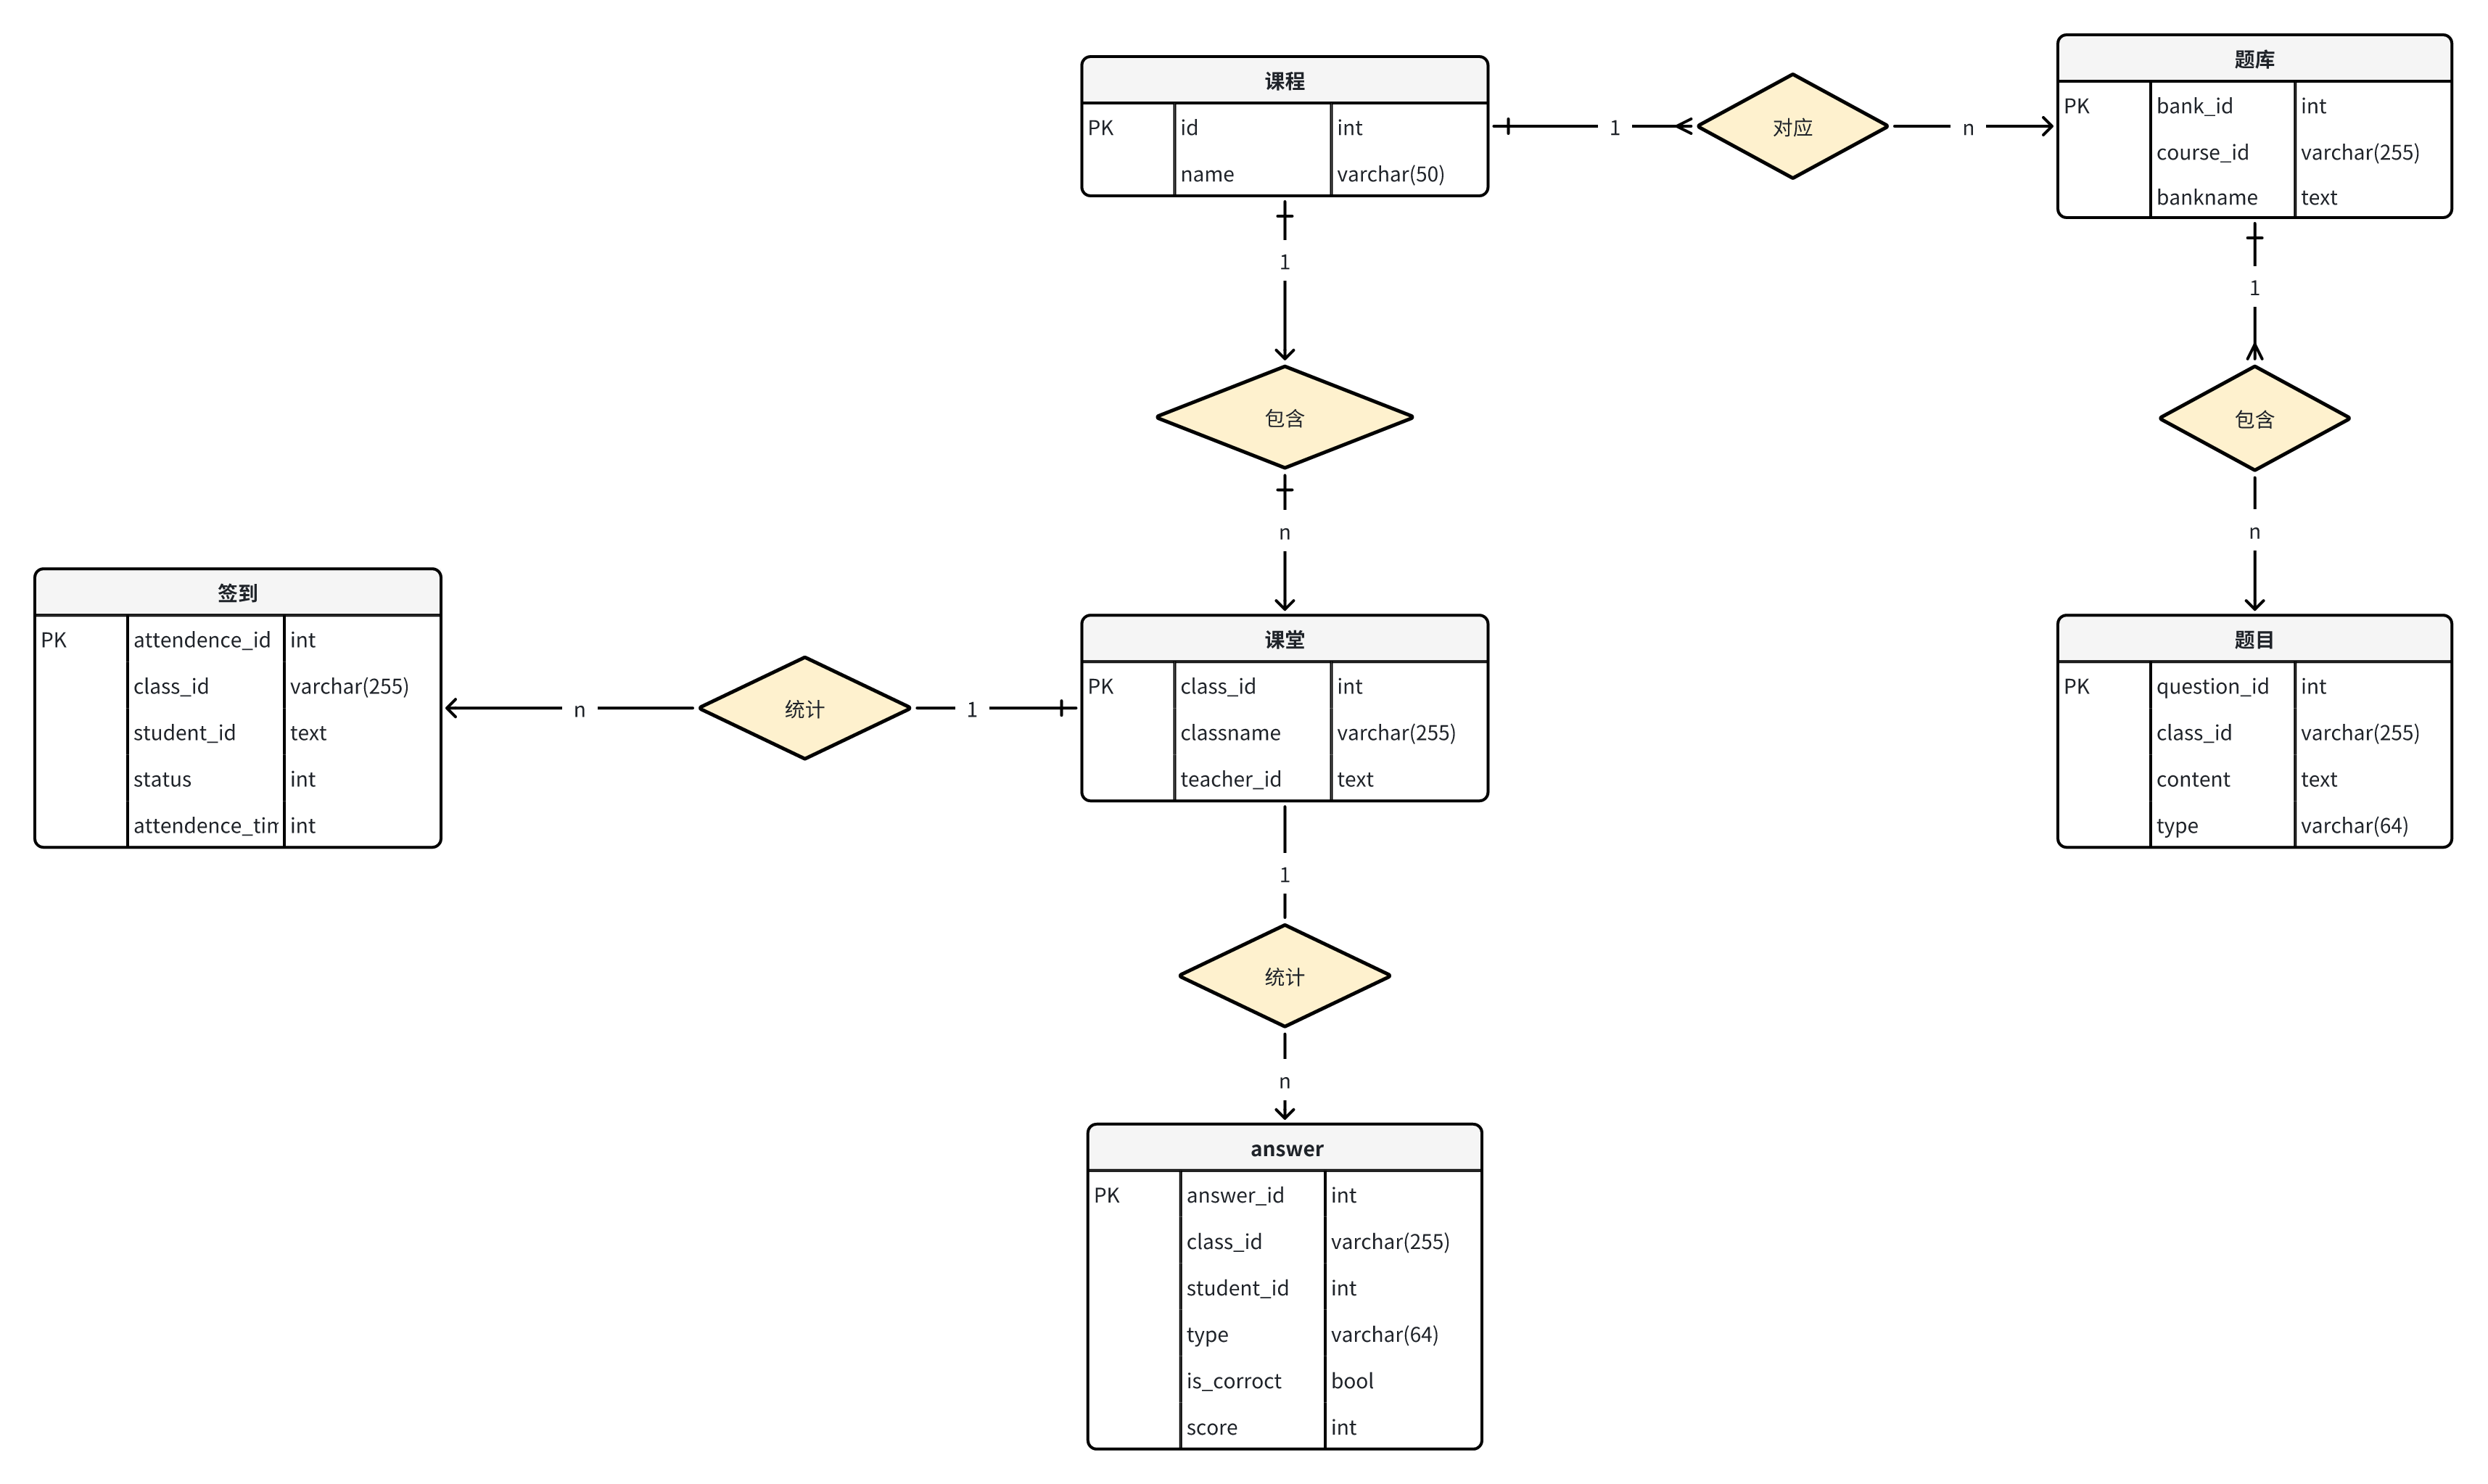 课程
PK id int
name varchar(50)
1
对应
n
题库
PK bank_id int
course_id varchar(255)
bankname text
1
包含
n
1
包含
n
签到
PK attendence_id int
class_id varchar(255)
student_id text
status int
attendence_tim int
n
统计
1
课堂
PK class_id int
classname varchar(255)
teacher_id text
题目
PK question_id int
class_id varchar(255)
content text
type varchar(64)
1
统计
n
answer
PK answer_id int
class_id varchar(255)
student_id int
type varchar(64)
is_corroct bool
score int